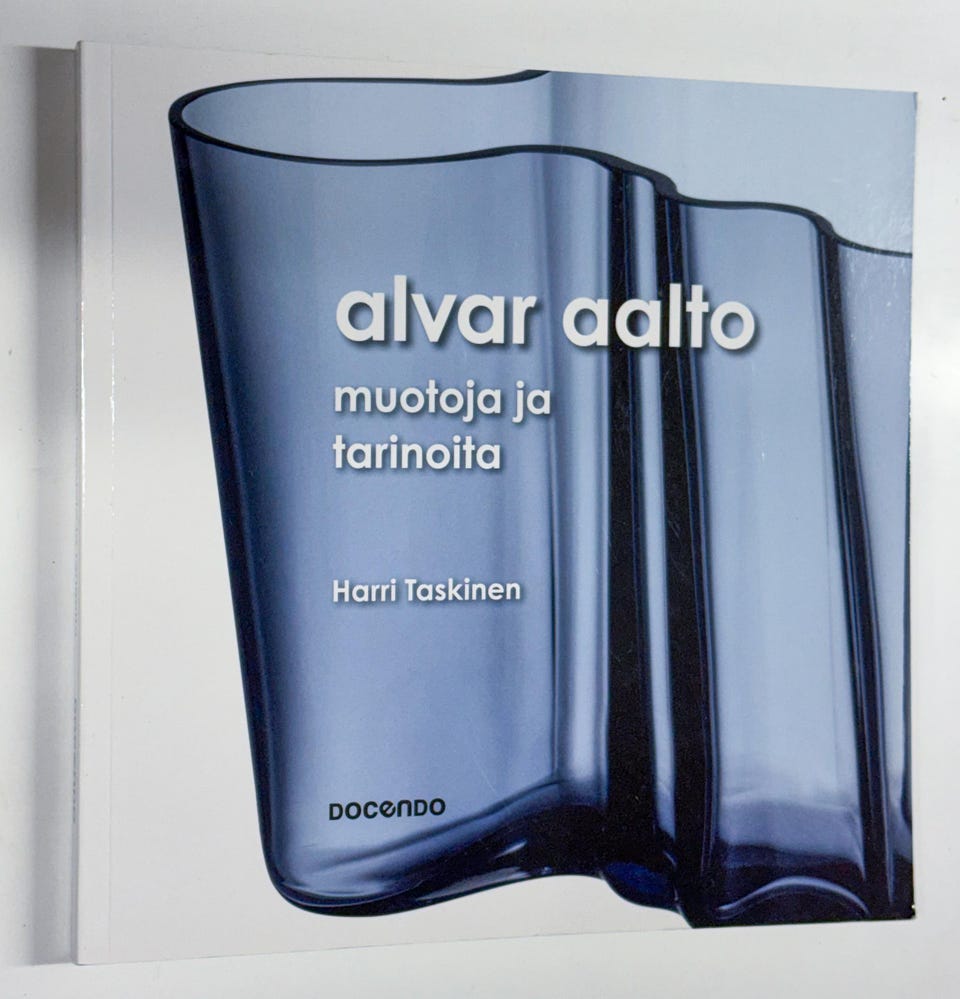 alvar aalto
muotoja ja
tarinoita
Harri Taskinen
DOCENDO